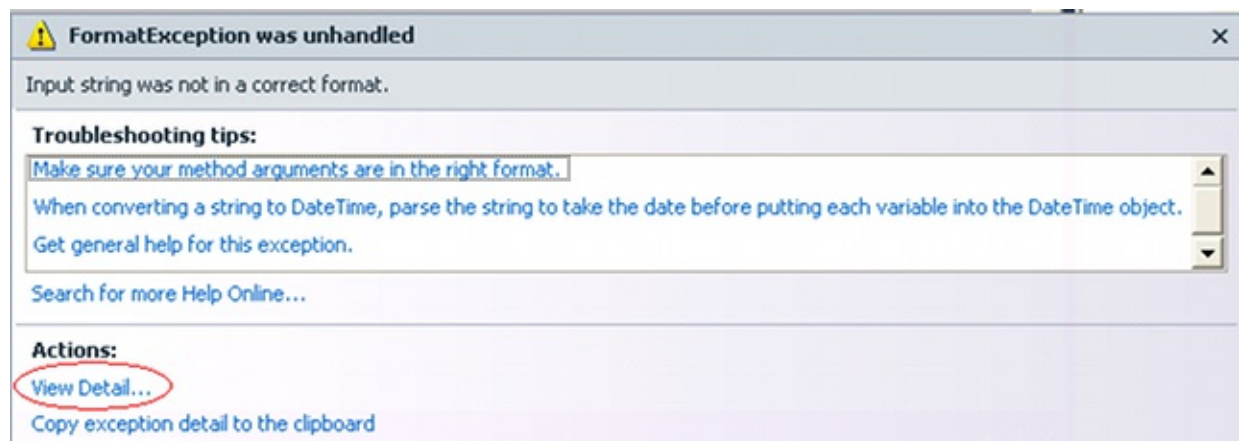 FormatException was unhandled
Input string was not in a correct format.
Troubleshooting tips:
Make sure your method arguments are in the right format.
When converting a string to DateTime, parse the string to take the date before putting each variable into the DateTime object.
Get general help for this exception.
Search for more Help Online...
Actions:
View Detail...
Copy exception detail to the clipboard